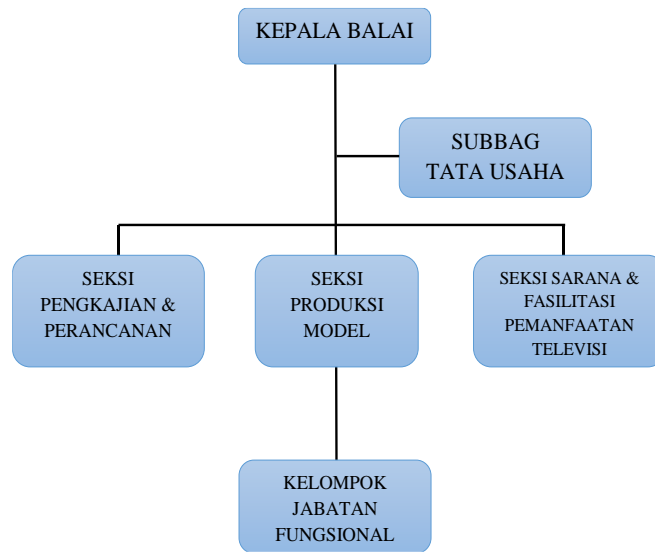 KEPALA BALAI
SUBBAG
TATA USAHA
SEKSI
PENGKAJIAN &
PERANCANAN
SEKSI
PRODUKSI
MODEL
SEKSI SARANA &
FASILITASI
PEMANFAATAN
TELEVISI
KELOMPOK
JABATAN
FUNGSIONAL